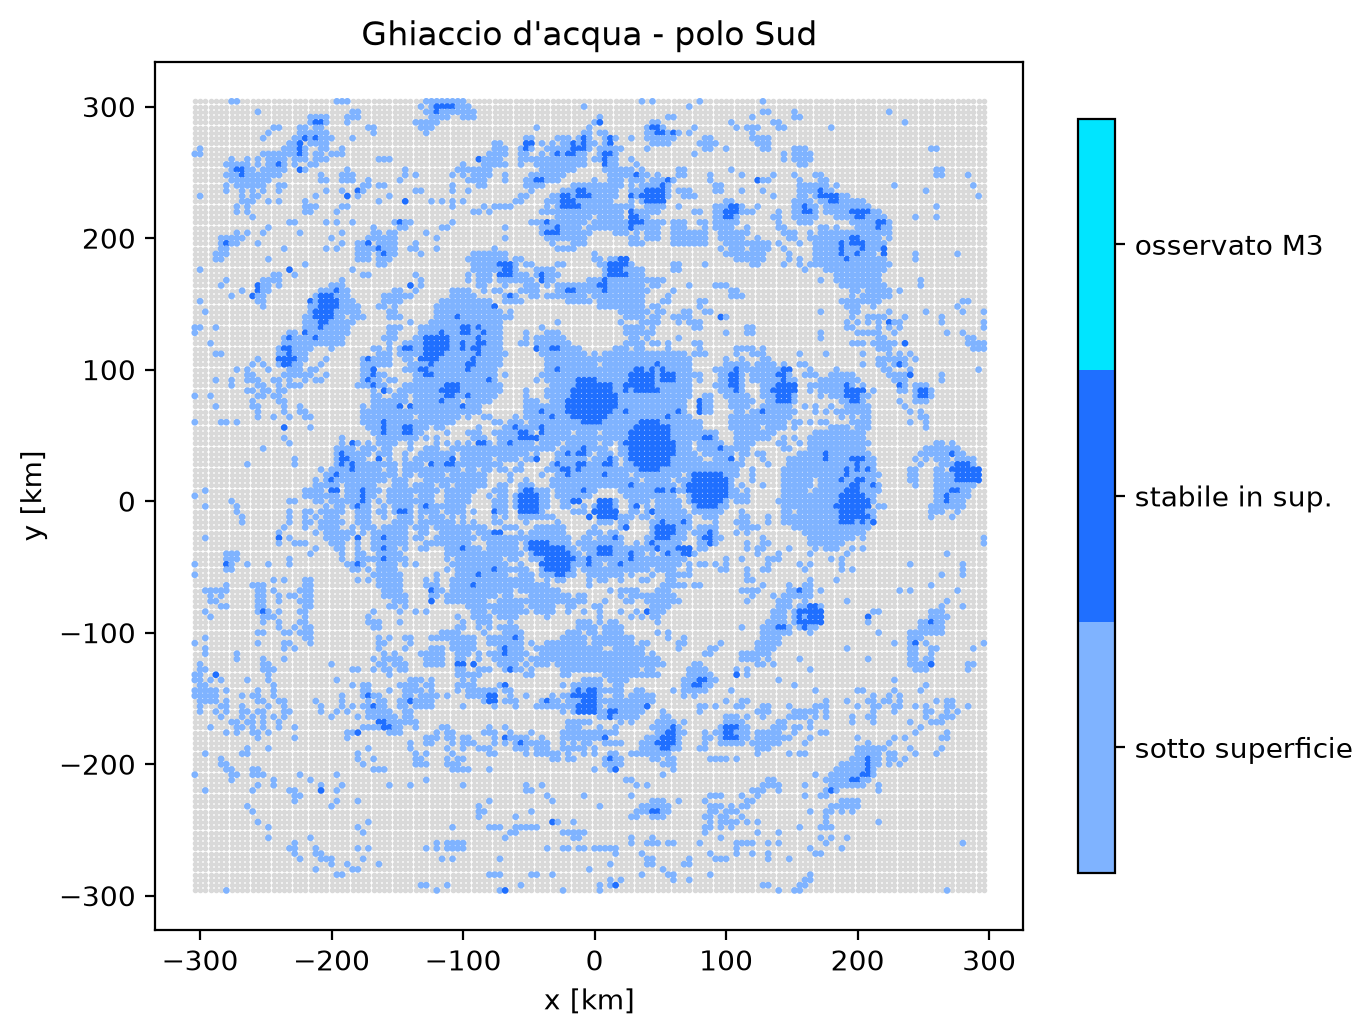 Ghiaccio d'acqua - polo Sud
300
200
100
0
−100
−200
−300
y [km]
−300 −200 −100 0 100 200 300
x [km]
osservato M3
stabile in sup.
sotto superficie